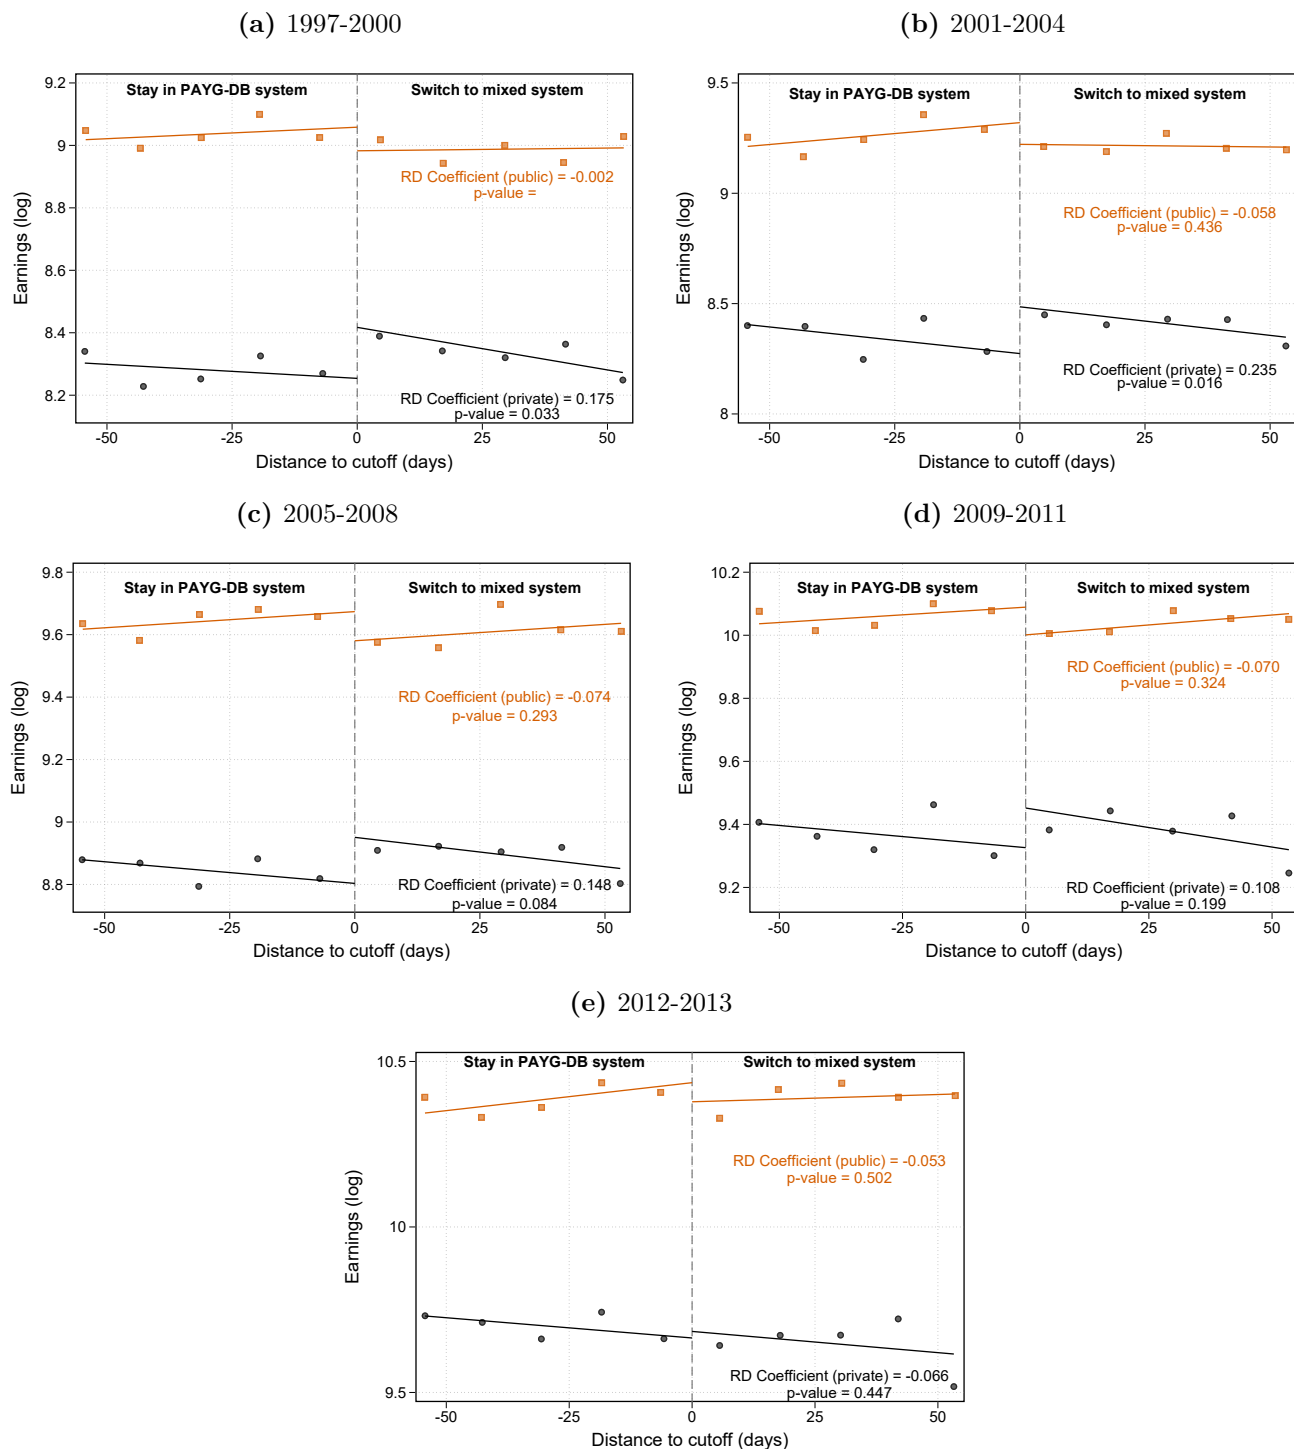 (a) 1997-2000
Stay in PAYG-DB system
Switch to mixed system
RD Coefficient (public) = -0.002
p-value =
RD Coefficient (private) = 0.175
p-value = 0.033
Earnings (log)
9.2
9
8.8
8.6
8.4
8.2
-50
-25
0
25
50
Distance to cutoff (days)
(b) 2001-2004
Stay in PAYG-DB system
Switch to mixed system
RD Coefficient (public) = -0.058
p-value = 0.436
RD Coefficient (private) = 0.235
p-value = 0.016
Earnings (log)
9.5
9
8.5
8
-50
-25
0
25
50
Distance to cutoff (days)
(c) 2005-2008
Stay in PAYG-DB system
Switch to mixed system
RD Coefficient (public) = -0.074
p-value = 0.293
RD Coefficient (private) = 0.148
p-value = 0.084
Earnings (log)
9.8
9.6
9.4
9.2
9
8.8
-50
-25
0
25
50
Distance to cutoff (days)
(d) 2009-2011
Stay in PAYG-DB system
Switch to mixed system
RD Coefficient (public) = -0.070
p-value = 0.324
RD Coefficient (private) = 0.108
p-value = 0.199
Earnings (log)
10.2
10
9.8
9.6
9.4
9.2
-50
-25
0
25
50
Distance to cutoff (days)
(e) 2012-2013
Stay in PAYG-DB system
Switch to mixed system
RD Coefficient (public) = -0.053
p-value = 0.502
RD Coefficient (private) = -0.066
p-value = 0.447
Earnings (log)
10.5
10
9.5
-50
-25
0
25
50
Distance to cutoff (days)